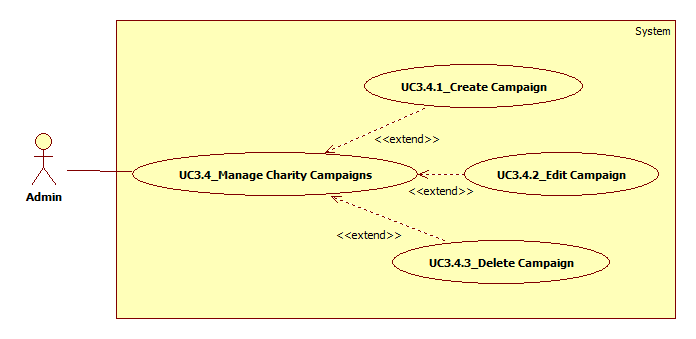 System
UC3.4.1_Create Campaign
<<extend>>
UC3.4_Manage Charity Campaigns
UC3.4.2_Edit Campaign
<<extend>>
Admin
<<extend>>
UC3.4.3_Delete Campaign